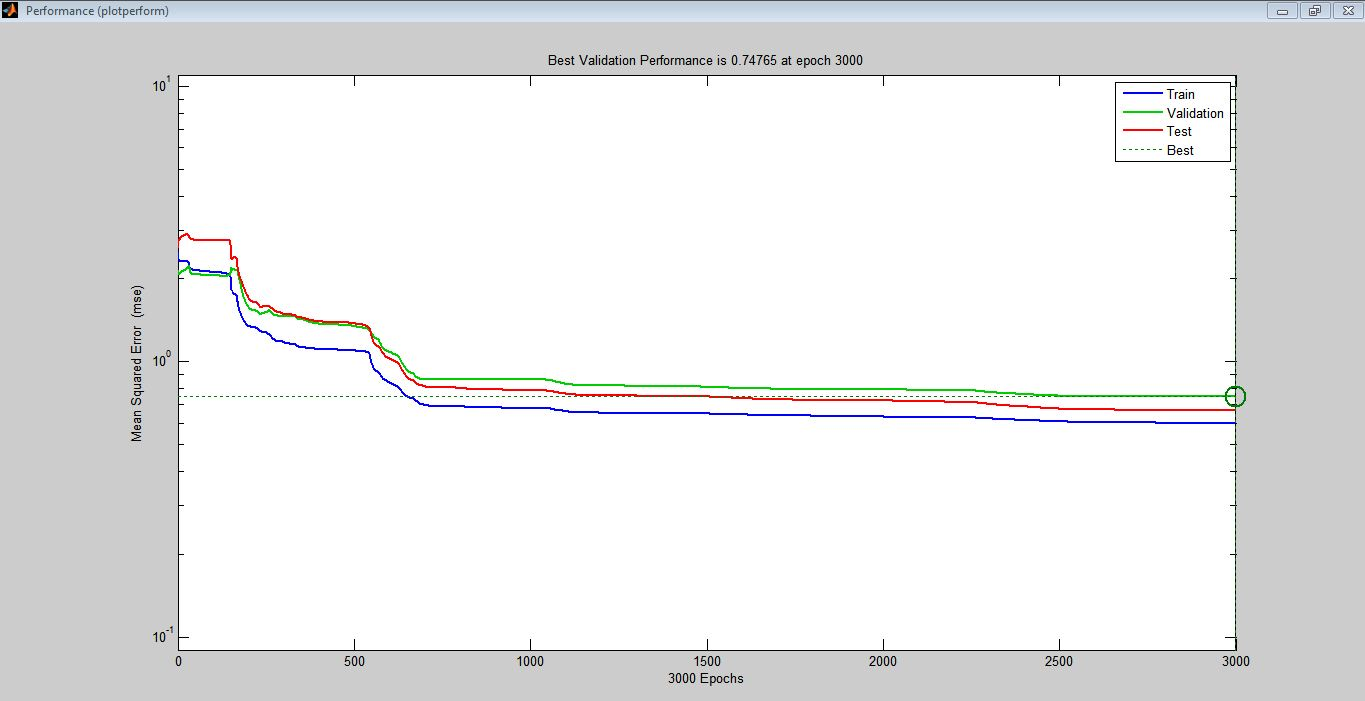 Performance (plotperform)
Best Validation Performance is 0.74765 at epoch 3000
Train
Validation
Test
Best
10^1
10^0
10^-1
Mean Squared Error (mse)
0 500 1000 1500 2000 2500 3000
3000 Epochs